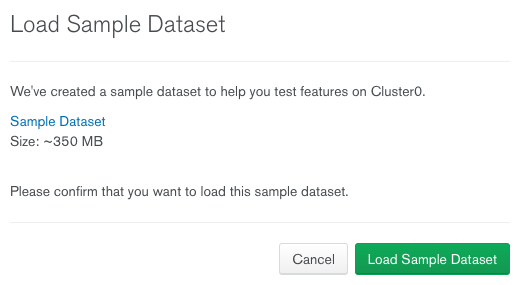 Load Sample Dataset
We've created a sample dataset to help you test features on Cluster0.
Sample Dataset
Size: ~350 MB
Please confirm that you want to load this sample dataset.
Cancel
Load Sample Dataset